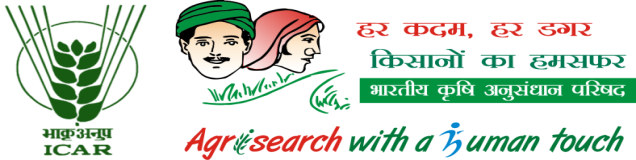 भाकृअनुप
ICAR
हर कदम, हर डगर
किसानों का हमसफर
भारतीय कृषि अनुसंधान परिषद
Agrisearch with a human touch